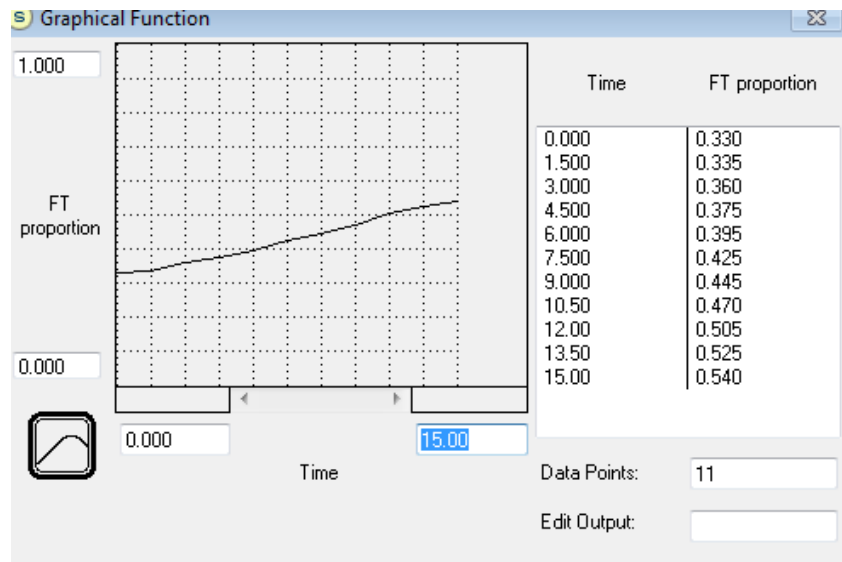 S Graphical Function
1.000
FT
proportion
0.000
0.000
15.00
Time
Time FT proportion
0.000 0.330
1.500 0.335
3.000 0.360
4.500 0.375
6.000 0.395
7.500 0.425
9.000 0.445
10.50 0.470
12.00 0.505
13.50 0.525
15.00 0.540
Data Points: 11
Edit Output: